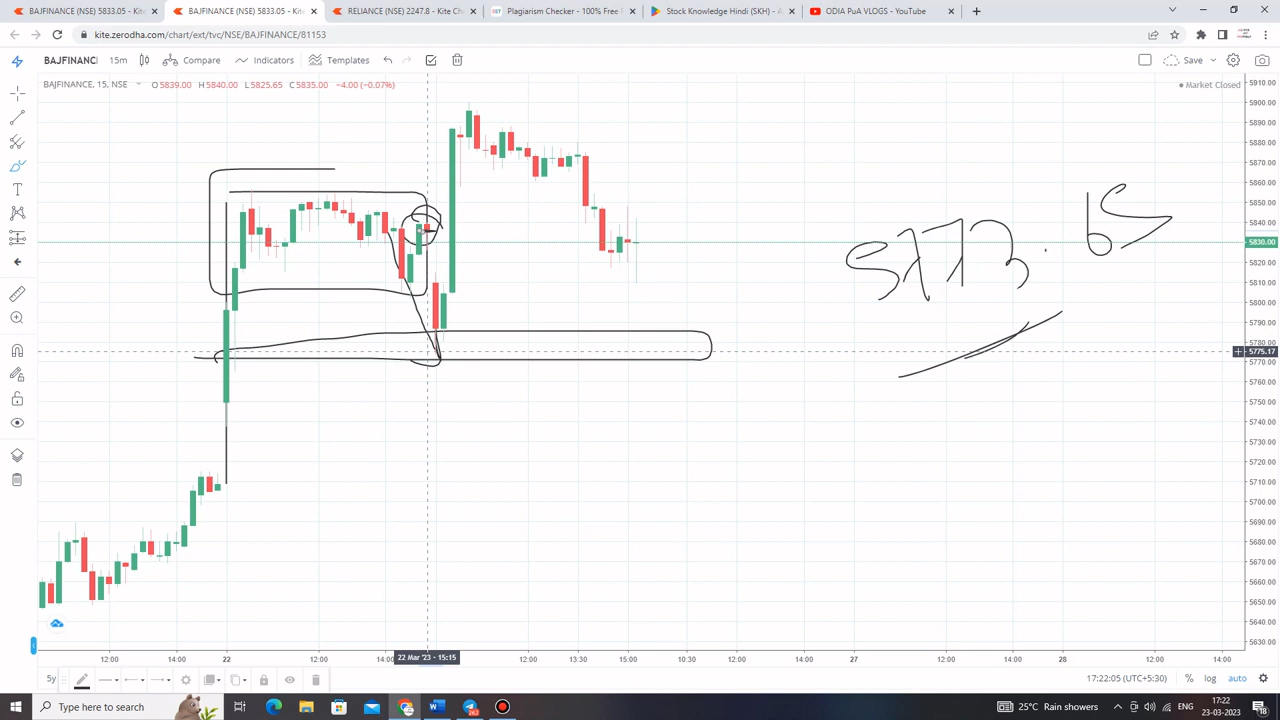 BAJFINANCE (NSE) 5833.05 - Kite
BAJFINANCE (NSE) 5833.05 - Kite
RELIANCE (NSE) 2247.8 - Kite Cha
Plagiarism Checker - 100% Free
Stock Knowledge Hindi (SKH) -
ODIA PuA VLOGS - YouTube
kite.zerodha.com/chart/ext/tvc/NSE/BAJFINANCE/81153
BAJFINANC
15m
Compare
Indicators
Templates
Save
BAJFINANCE, 15, NSE
O5839.00 H5840.00 L5825.65 C5835.00 −4.00 (−0.07%)
Market Closed
5910.00
5900.00
5890.00
5880.00
5870.00
5860.00
5850.00
5840.00
5830.00
5820.00
5810.00
5800.00
5790.00
5780.00
5775.17
5770.00
5760.00
5750.00
5740.00
5730.00
5720.00
5710.00
5700.00
5690.00
5680.00
5670.00
5660.00
5650.00
5640.00
5630.00
5773.65
12:00
14:00
22
12:00
14:00
22 Mar '23 - 15:15
12:00
13:30
15:00
10:30
12:00
14:00
27
12:00
14:00
28
12:00
14:00
5y
17:22:05 (UTC+5:30)
%
log
auto
Type here to search
25°C Rain showers
ENG
17:22
23-03-2023
18